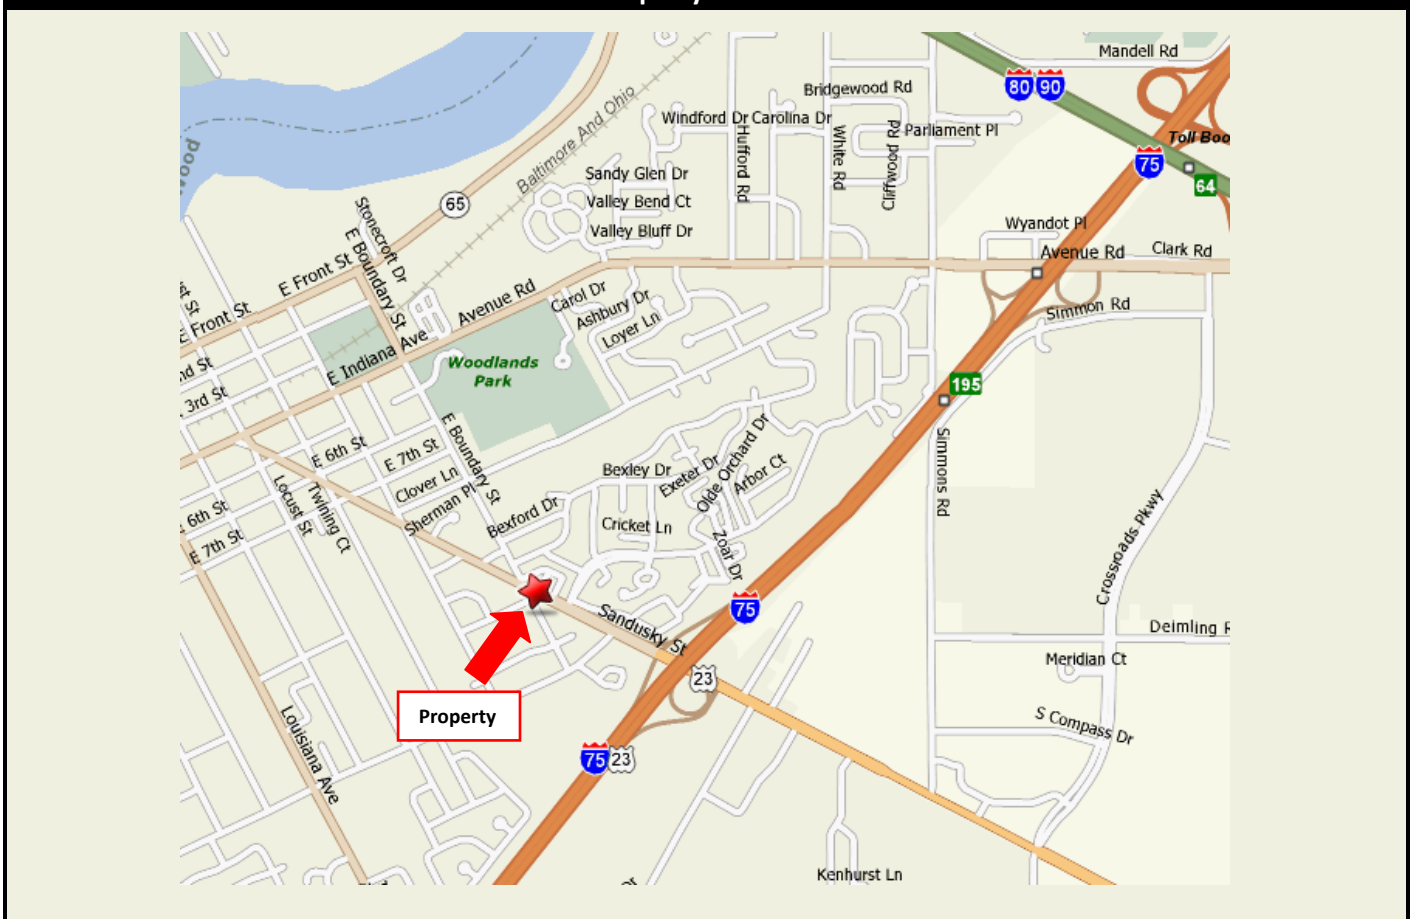 Mandell Rd
80 90
Bridgewood Rd
Baltimore And Ohio
Windford Dr
Carolina Dr
Parliament Pl
Hufford Rd
White Rd
Cliffwood Rd
75
64
Sandy Glen Dr
Valley Bend Ct
Valley Bluff Dr
65
Stonecroft Dr
E Boundary St
E Front St
Wyandot Pl
Avenue Rd
Clark Rd
Simmon Rd
Avenue Rd
Carol Dr
Ashbury Dr
Loyer Ln
E Front St
E Indiana Ave
Woodlands
Park
3rd St
195
E Boundary St
E 6th St
E 7th St
Clover Ln
Sherman Pl
Bexley Dr
Exeter Dr
Olde Orchard Dr
Arbor Ct
Simmons Rd
Locust St
Twining Ct
6th St
E 7th St
Bexford Dr
Cricket Ln
Zoar Dr
Crossroads Pkwy
75
Sandusky St
Deimling
Meridian Ct
23
Property
S Compass Dr
Louisiana Ave
75 23
Kenhurst Ln